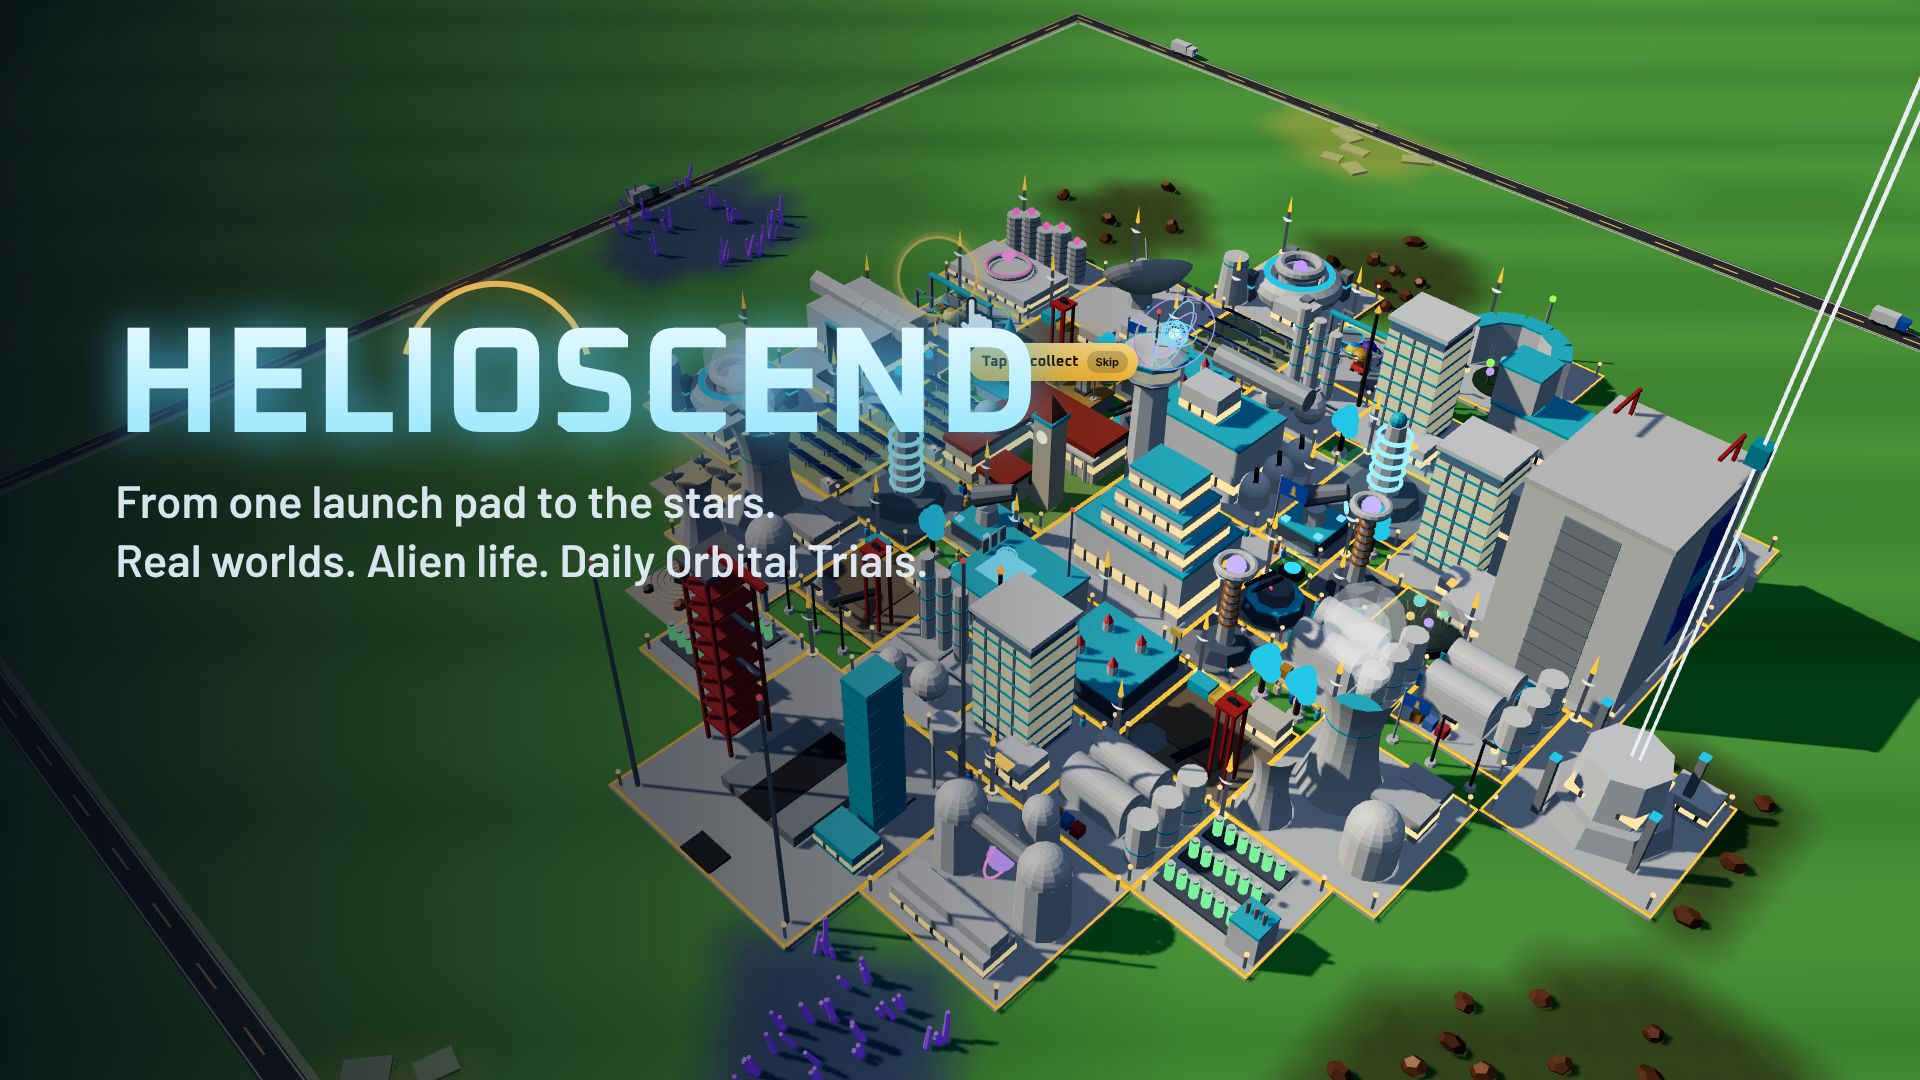 HELIOSCEND
Tap collect Skip
From one launch pad to the stars.
Real worlds. Alien life. Daily Orbital Trials.